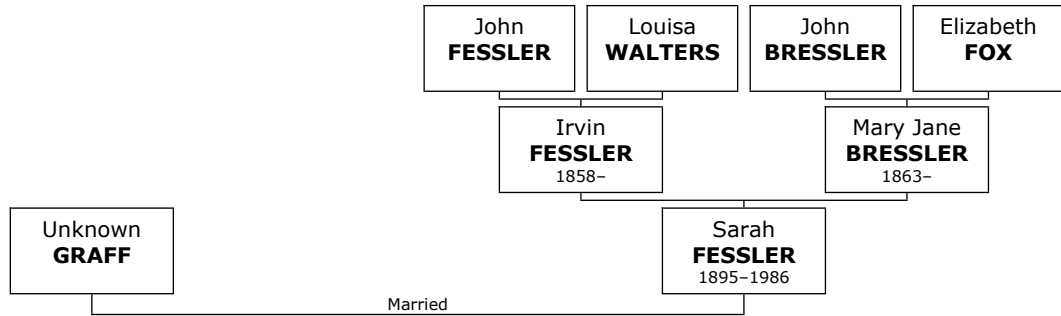 John
FESSLER
Louisa
WALTERS
John
BRESSLER
Elizabeth
FOX
Irvin
FESSLER
1858–
Mary Jane
BRESSLER
1863–
Unknown
GRAFF
Sarah
FESSLER
1895–1986
Married